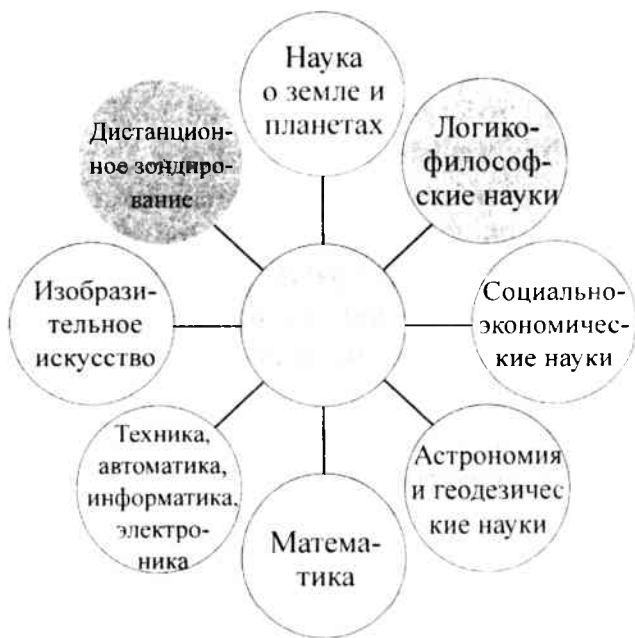 Наука
о земле и
планетах
Дистанцион-
ное зондиро-
вание
Логико-
философ-
ские науки
Изобрази-
тельное
искусство
Социально-
экономичес-
кие науки
Техника,
автоматика,
информатика,
электро-
ника
Астрономия
и геодезичес
кие науки
Матема-
тика